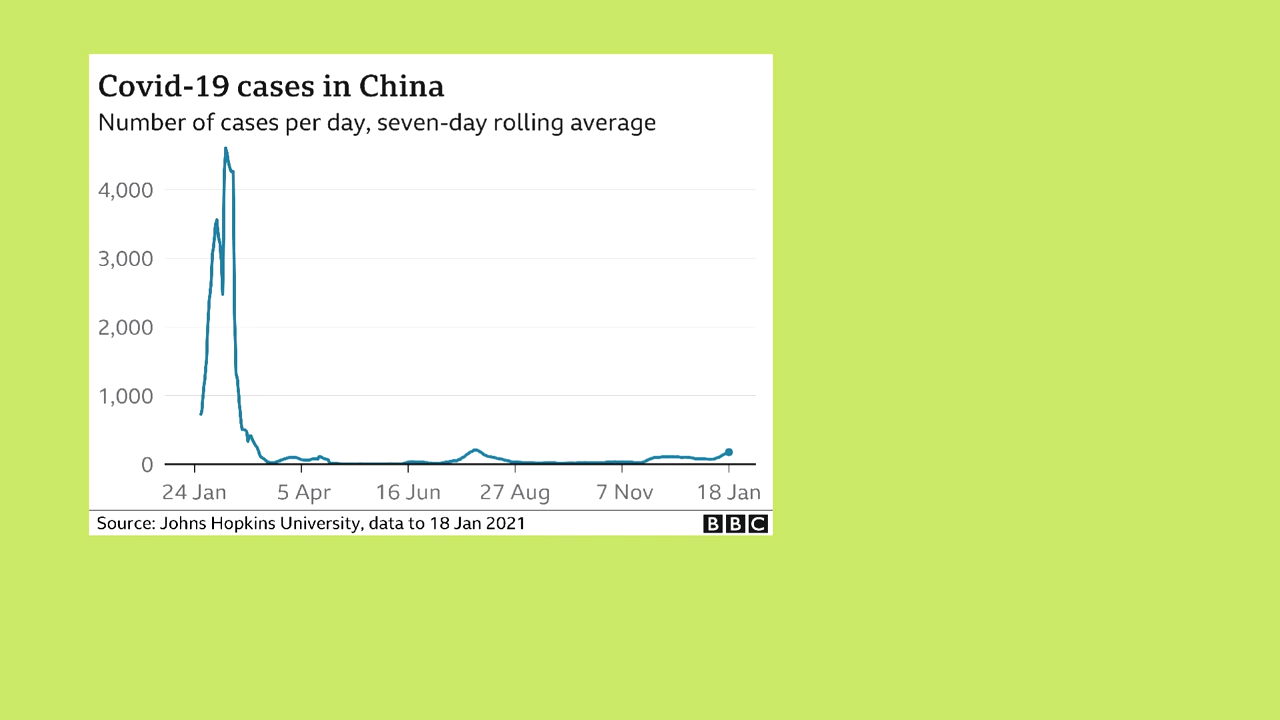 Covid-19 cases in China
Number of cases per day, seven-day rolling average
4,000
3,000
2,000
1,000
0
24 Jan 5 Apr 16 Jun 27 Aug 7 Nov 18 Jan
Source: Johns Hopkins University, data to 18 Jan 2021 BBC